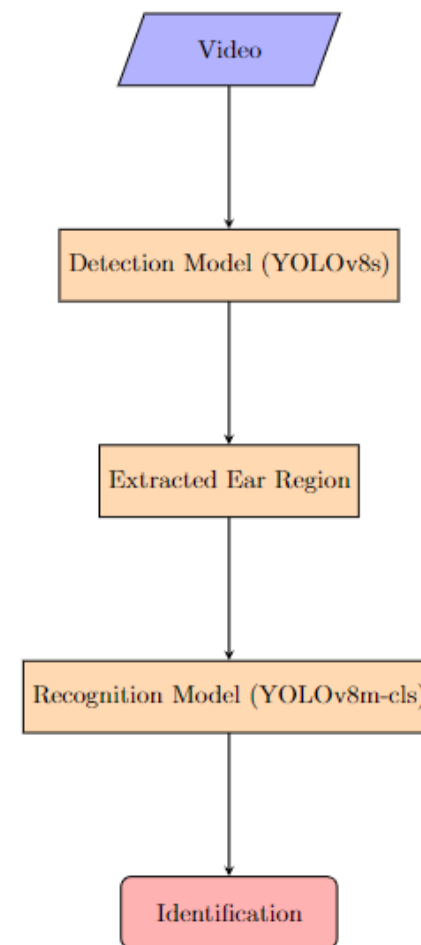 Video
Detection Model (YOLOv8s)
Extracted Ear Region
Recognition Model (YOLOv8m-cls)
Identification